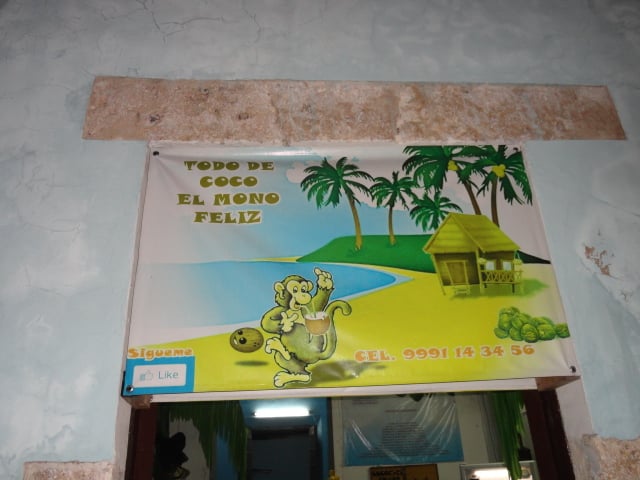 TODO DE
COCO
EL MONO
FELIZ
Sigueme
Like
CEL. 9991 14 34 56